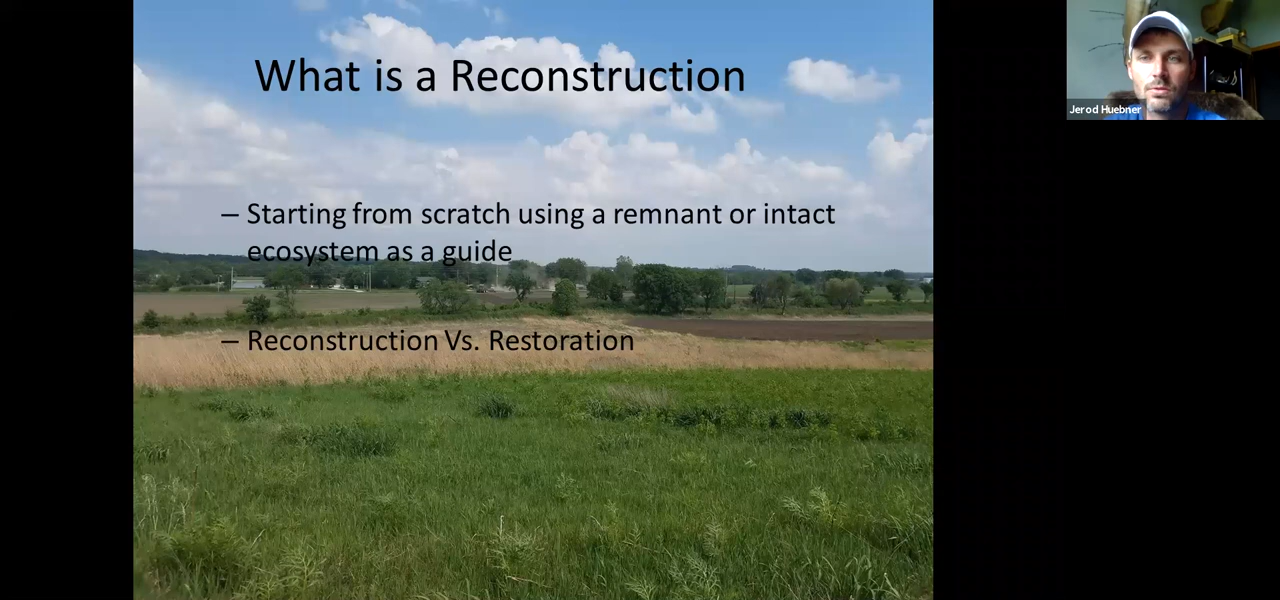 What is a Reconstruction
– Starting from scratch using a remnant or intact
ecosystem as a guide
– Reconstruction Vs. Restoration
Jerod Huebner